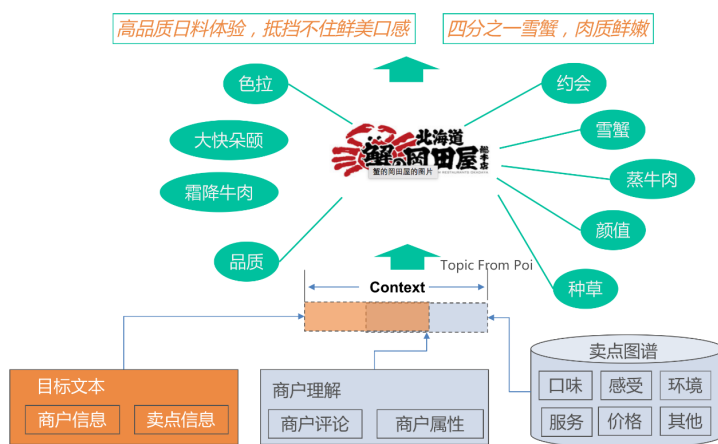 高品质日料体验，抵挡不住鲜美口感
四分之一雪蟹，肉质鲜嫩
色拉
约会
大快朵颐
雪蟹
霜降牛肉
蒸牛肉
品质
颜值
种草
北海道
蟹の岡田屋
蟹的岡田屋的图片
Topic From Poi
Context
目标文本
商户信息
卖点信息
商户理解
商户评论
商户属性
卖点图谱
口味
感受
环境
服务
价格
其他